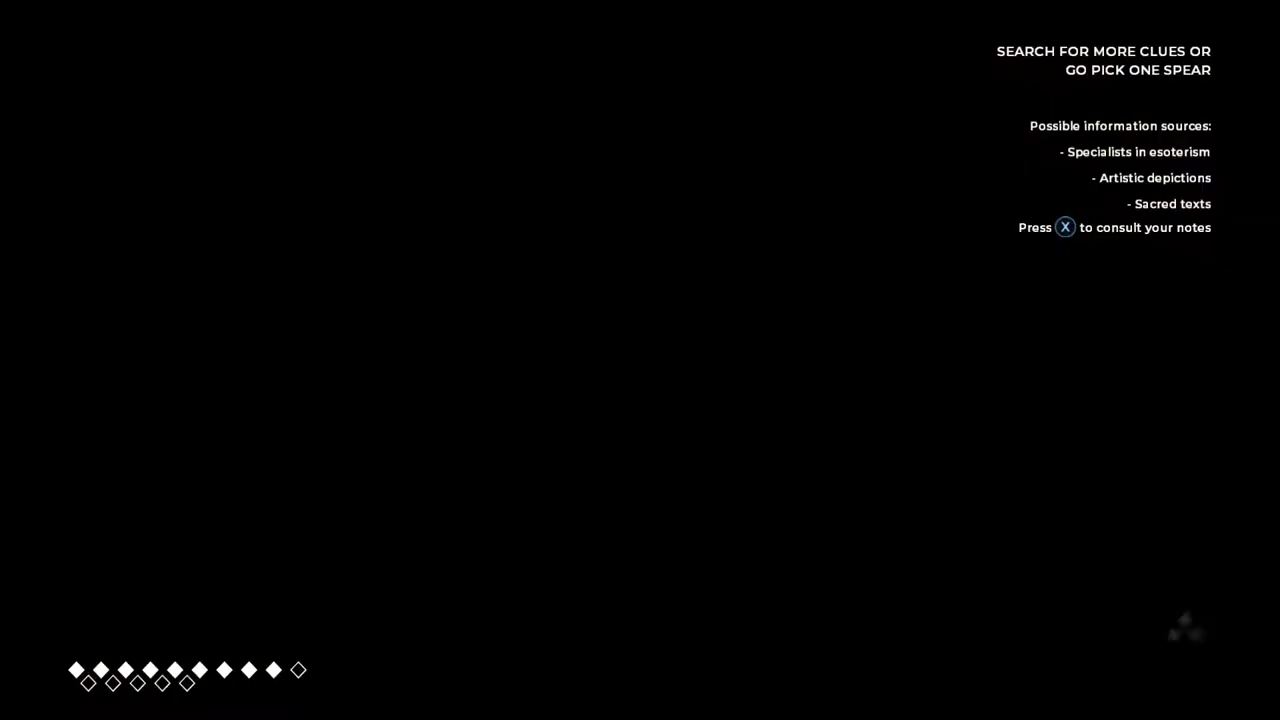 SEARCH FOR MORE CLUES OR
GO PICK ONE SPEAR
Possible information sources:
- Specialists in esoterism
- Artistic depictions
- Sacred texts
Press X to consult your notes